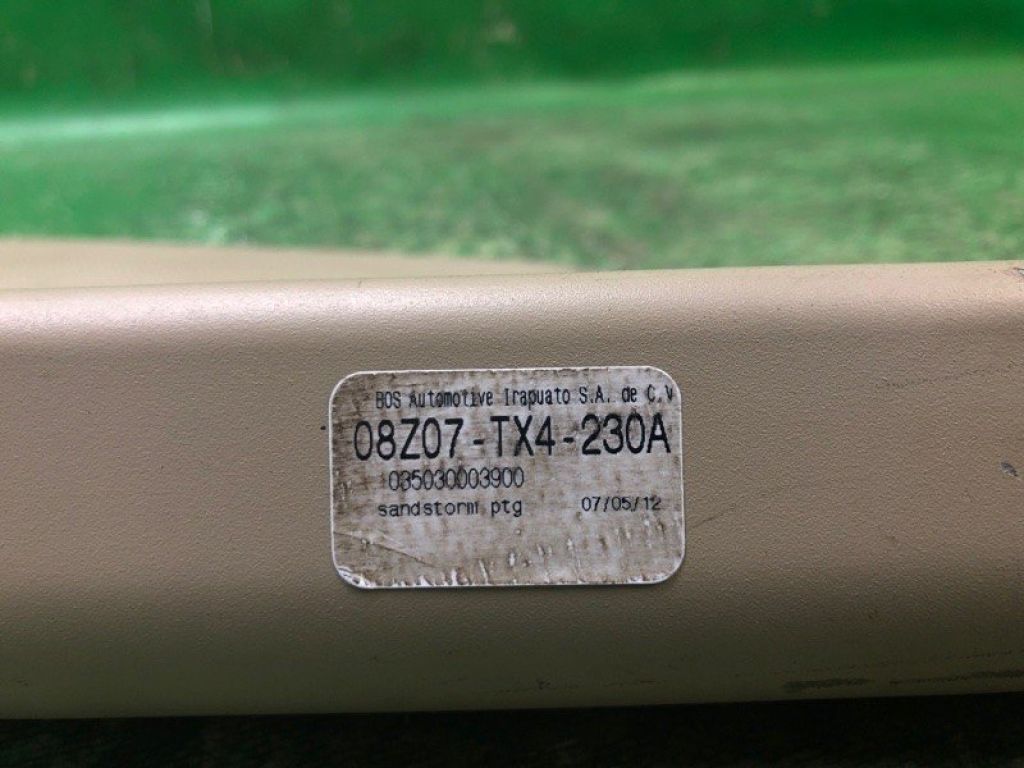 BOS Automotive Irapuato S.A. de C.V
08Z07-TX4-230A
035030003900
sandstorm ptg 07/05/12